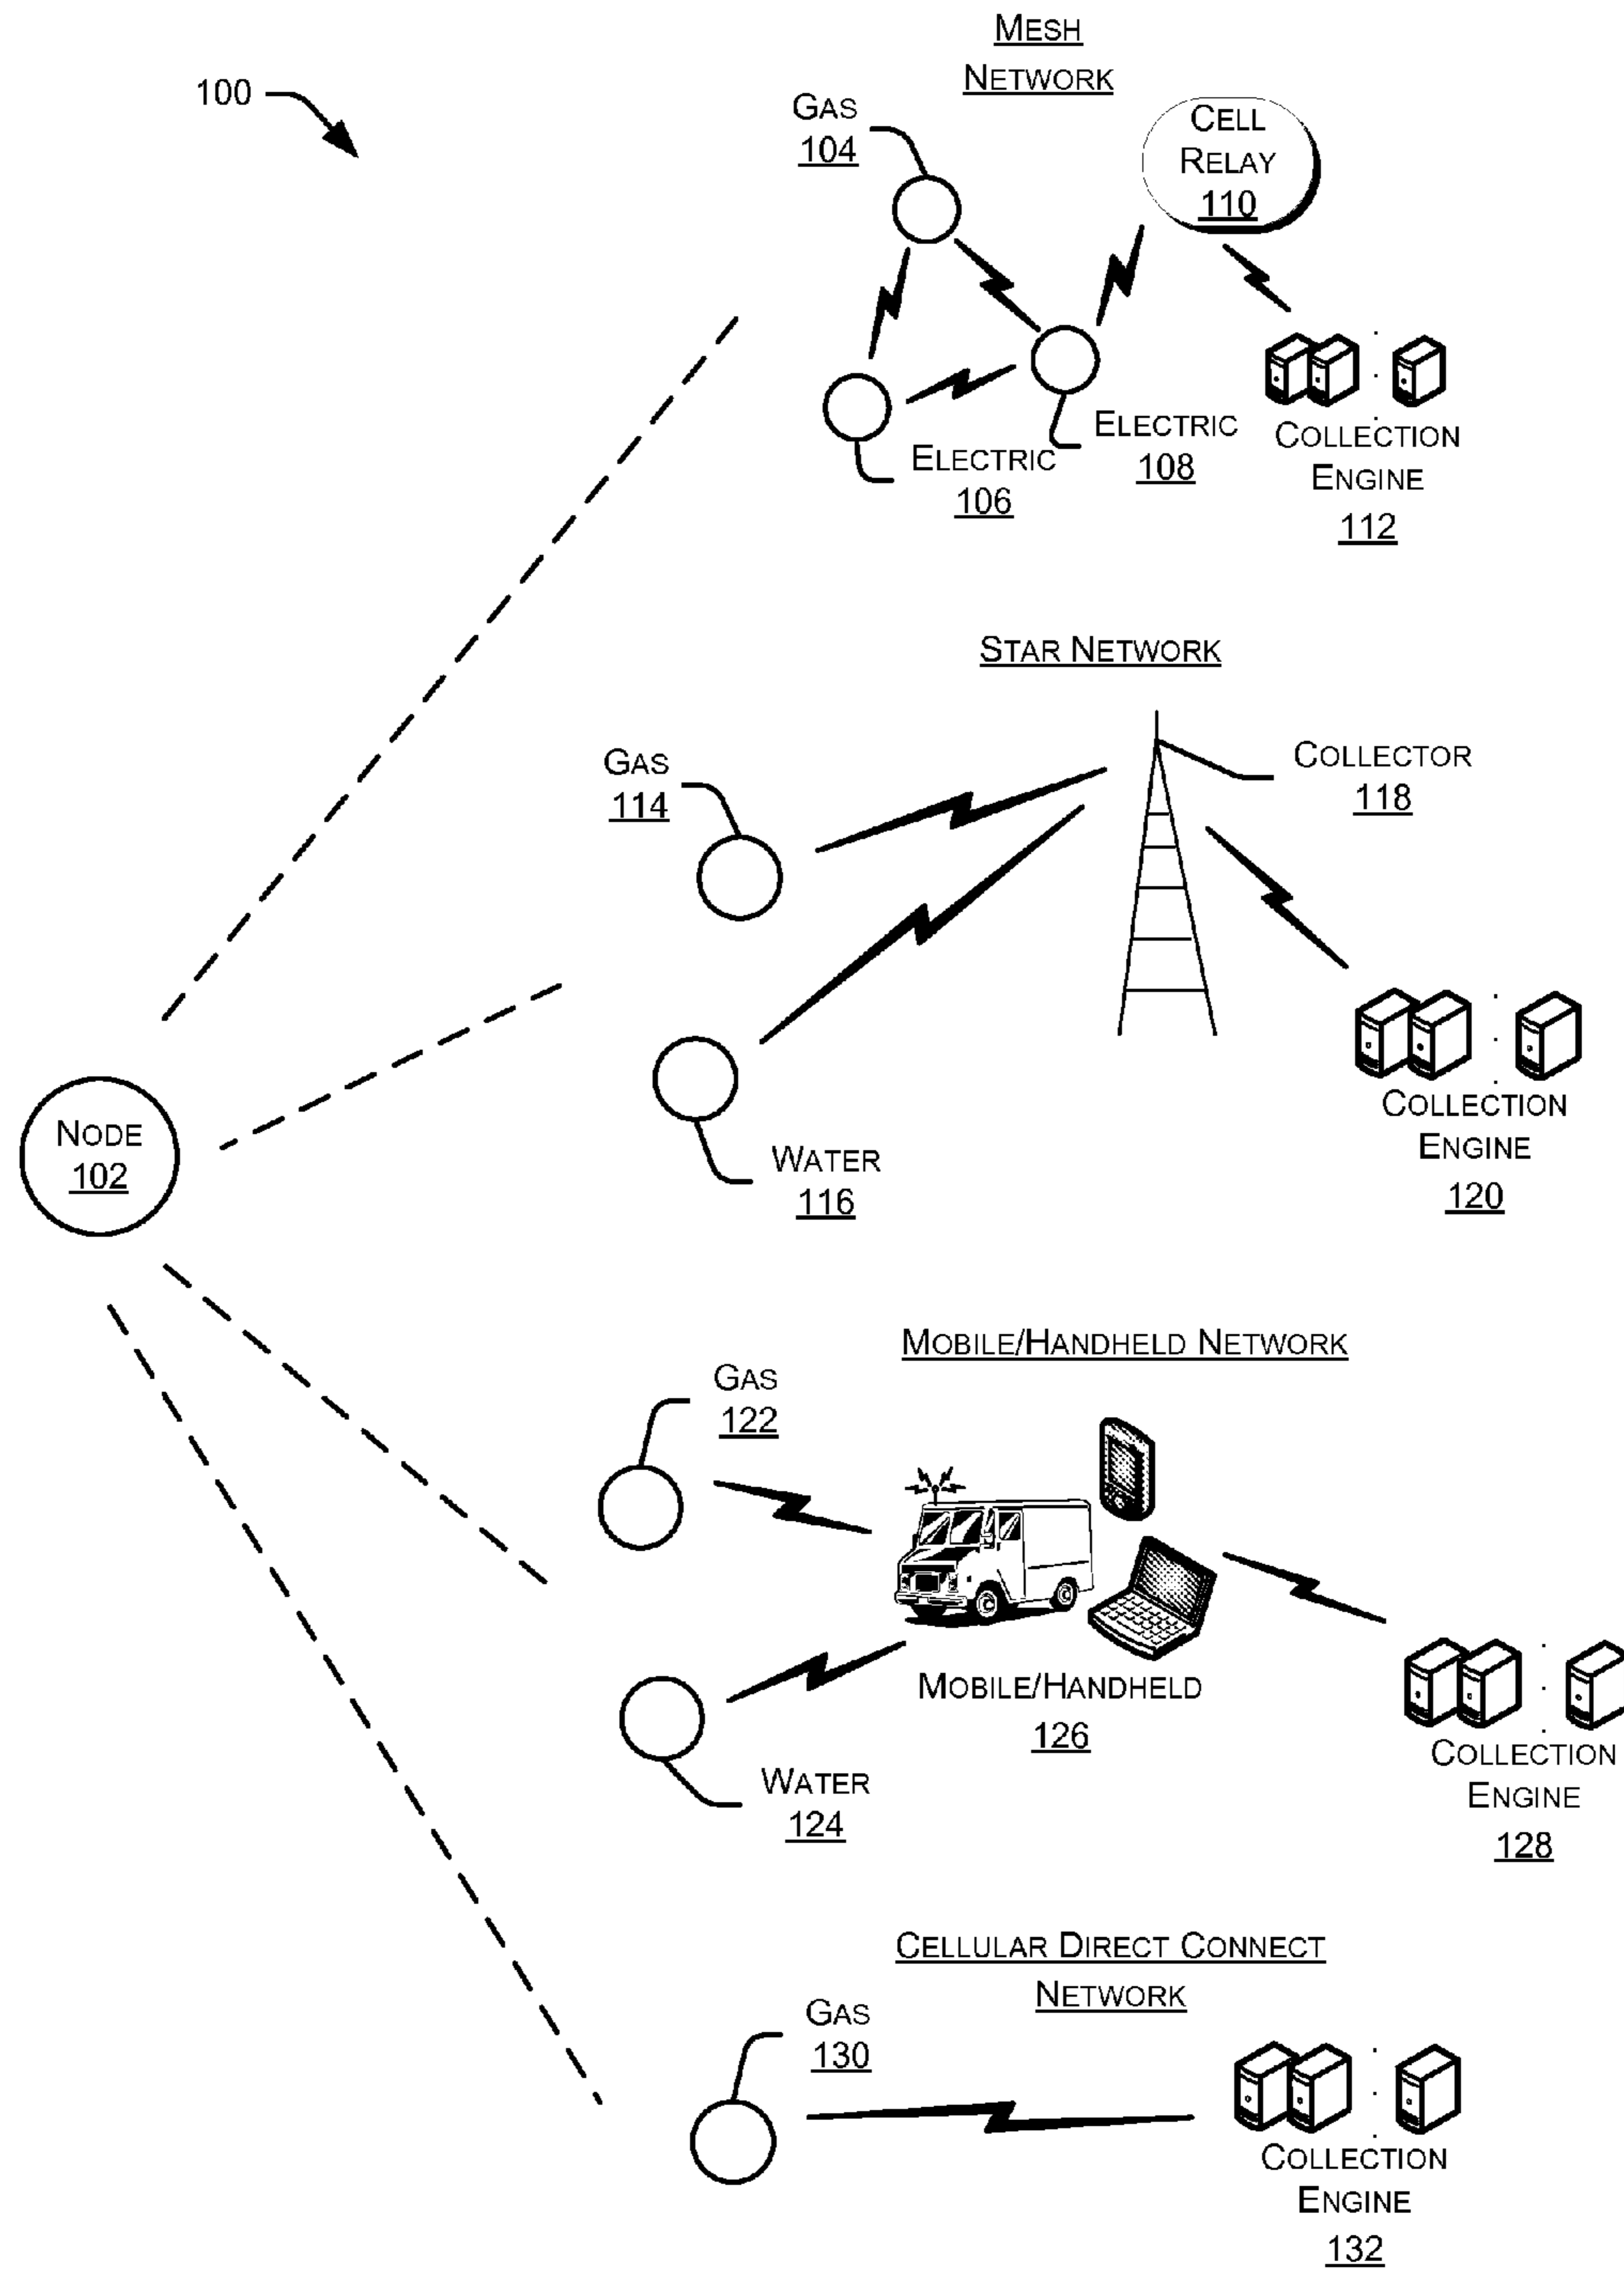 100
MESH
NETWORK
GAS
104
CELL
RELAY
110
ELECTRIC
106
ELECTRIC
108
COLLECTION
ENGINE
112
STAR NETWORK
GAS
114
COLLECTOR
118
WATER
116
COLLECTION
ENGINE
120
NODE
102
MOBILE/HANDHELD NETWORK
GAS
122
MOBILE/HANDHELD
126
WATER
124
COLLECTION
ENGINE
128
CELLULAR DIRECT CONNECT
NETWORK
GAS
130
COLLECTION
ENGINE
132